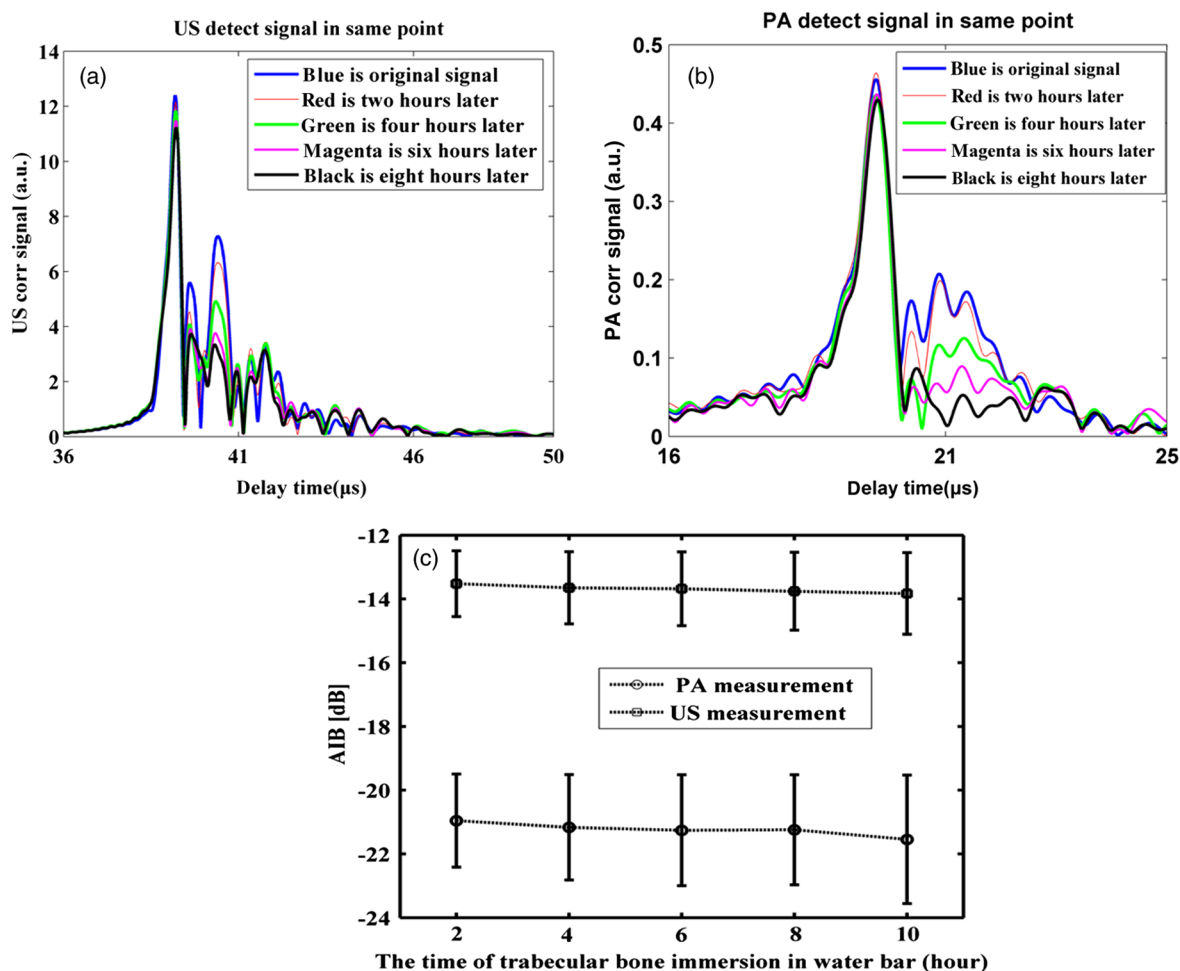 US detect signal in same point
(a)
Blue is original signal
Red is two hours later
Green is four hours later
Magenta is six hours later
Black is eight hours later
US corr signal (a.u.)
14
12
10
8
6
4
2
0
36
41
46
50
Delay time(μs)
PA detect signal in same point
(b)
Blue is original signal
Red is two hours later
Green is four hours later
Magenta is six hours later
Black is eight hours later
PA corr signal (a.u.)
0.5
0.4
0.3
0.2
0.1
0
16
21
25
Delay time(μs)
(c)
PA measurement
US measurement
AIB [dB]
-12
-14
-16
-18
-20
-22
-24
2
4
6
8
10
The time of trabecular bone immersion in water bar (hour)